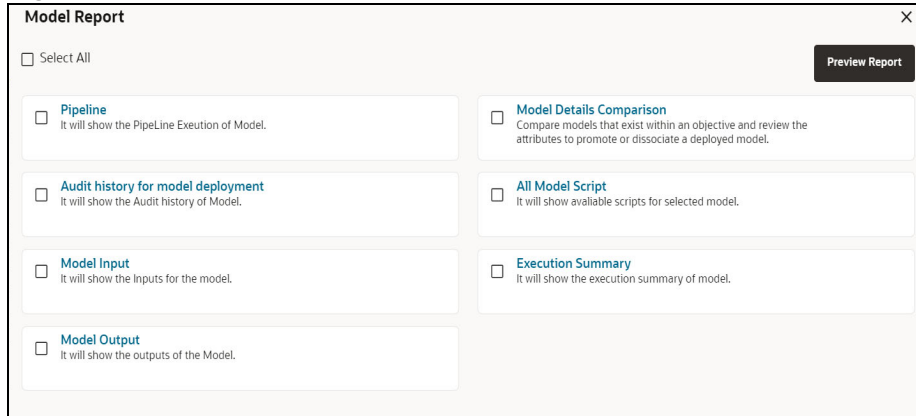 Model Report
Select All
Preview Report
Pipeline
It will show the PipeLine Exeution of Model.
Model Details Comparison
Compare models that exist within an objective and review the
attributes to promote or dissociate a deployed model.
Audit history for model deployment
It will show the Audit history of Model.
All Model Script
It will show avaliable scripts for selected model.
Model Input
It will show the Inputs for the model.
Execution Summary
It will show the execution summary of model.
Model Output
It will show the outputs of the Model.